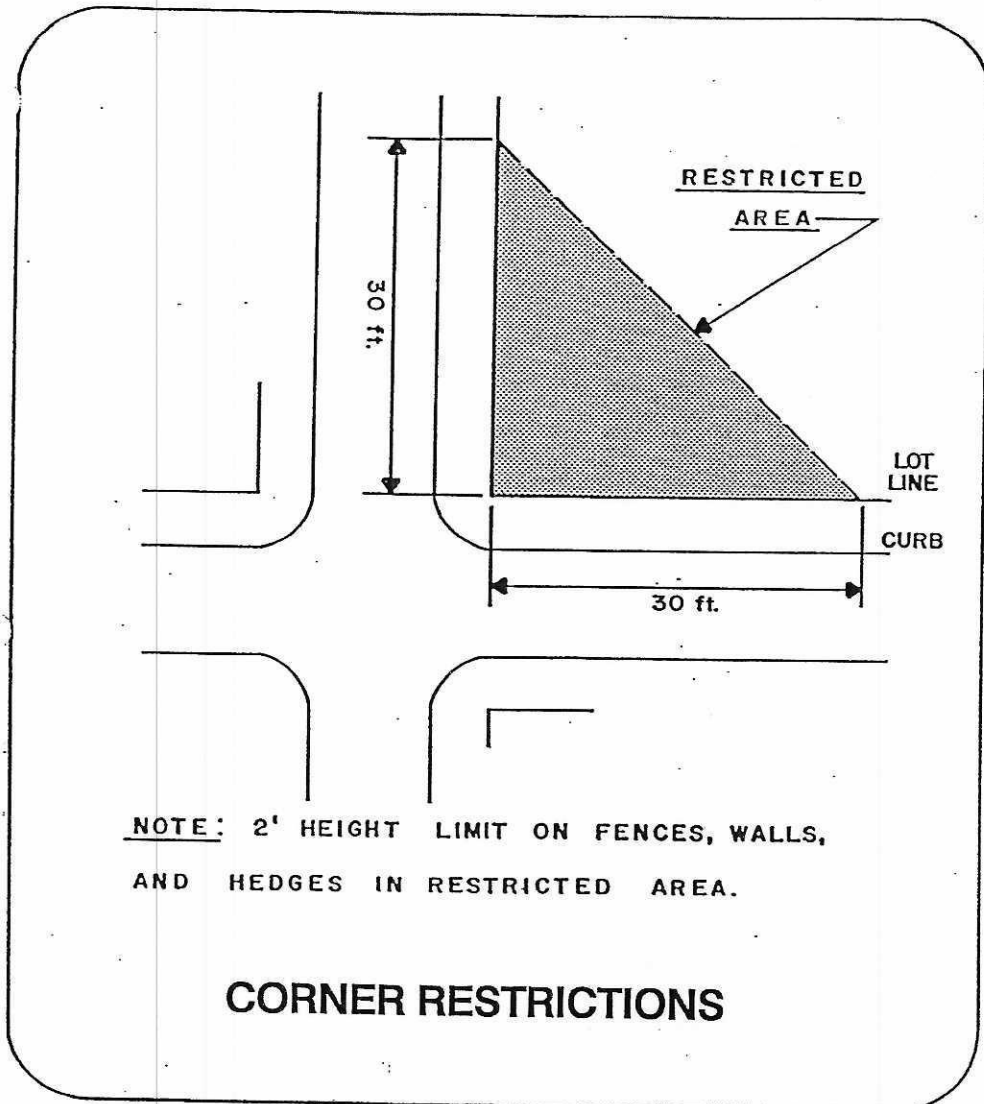 RESTRICTED
AREA
30 ft.
LOT
LINE
CURB
30 ft.
NOTE: 2' HEIGHT LIMIT ON FENCES, WALLS,
AND HEDGES IN RESTRICTED AREA.
CORNER RESTRICTIONS